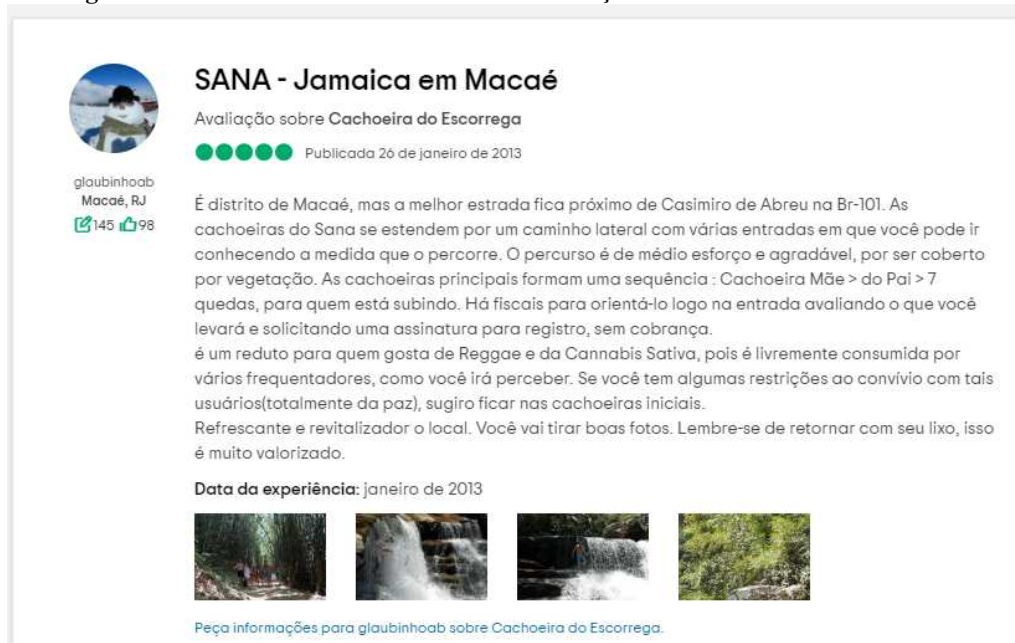 SANA - Jamaica em Macaé
Avaliação sobre Cachoeira do Escorrega
Publicada 26 de janeiro de 2013
glaubinhoab
Macaé, RJ
145 98
É distrito de Macaé, mas a melhor estrada fica próximo de Casimiro de Abreu na Br-101. As
cachoeiras do Sana se estendem por um caminho lateral com várias entradas em que você pode ir
conhecendo a medida que o percorre. O percurso é de médio esforço e agradável, por ser coberto
por vegetação. As cachoeiras principais formam uma sequência : Cachoeira Mãe > do Pai > 7
quedas, para quem está subindo. Há fiscais para orientá-lo logo na entrada avaliando o que você
levará e solicitando uma assinatura para registro, sem cobrança.
é um reduto para quem gosta de Reggae e da Cannabis Sativa, pois é livremente consumida por
vários frequentadores, como você irá perceber. Se você tem algumas restrições ao convívio com tais
usuários(totalmente da paz), sugiro ficar nas cachoeiras iniciais.
Refrescante e revitalizador o local. Você vai tirar boas fotos. Lembre-se de retornar com seu lixo, isso
é muito valorizado.
Data da experiência: janeiro de 2013
Peça informações para glaubinhoab sobre Cachoeira do Escorrega.